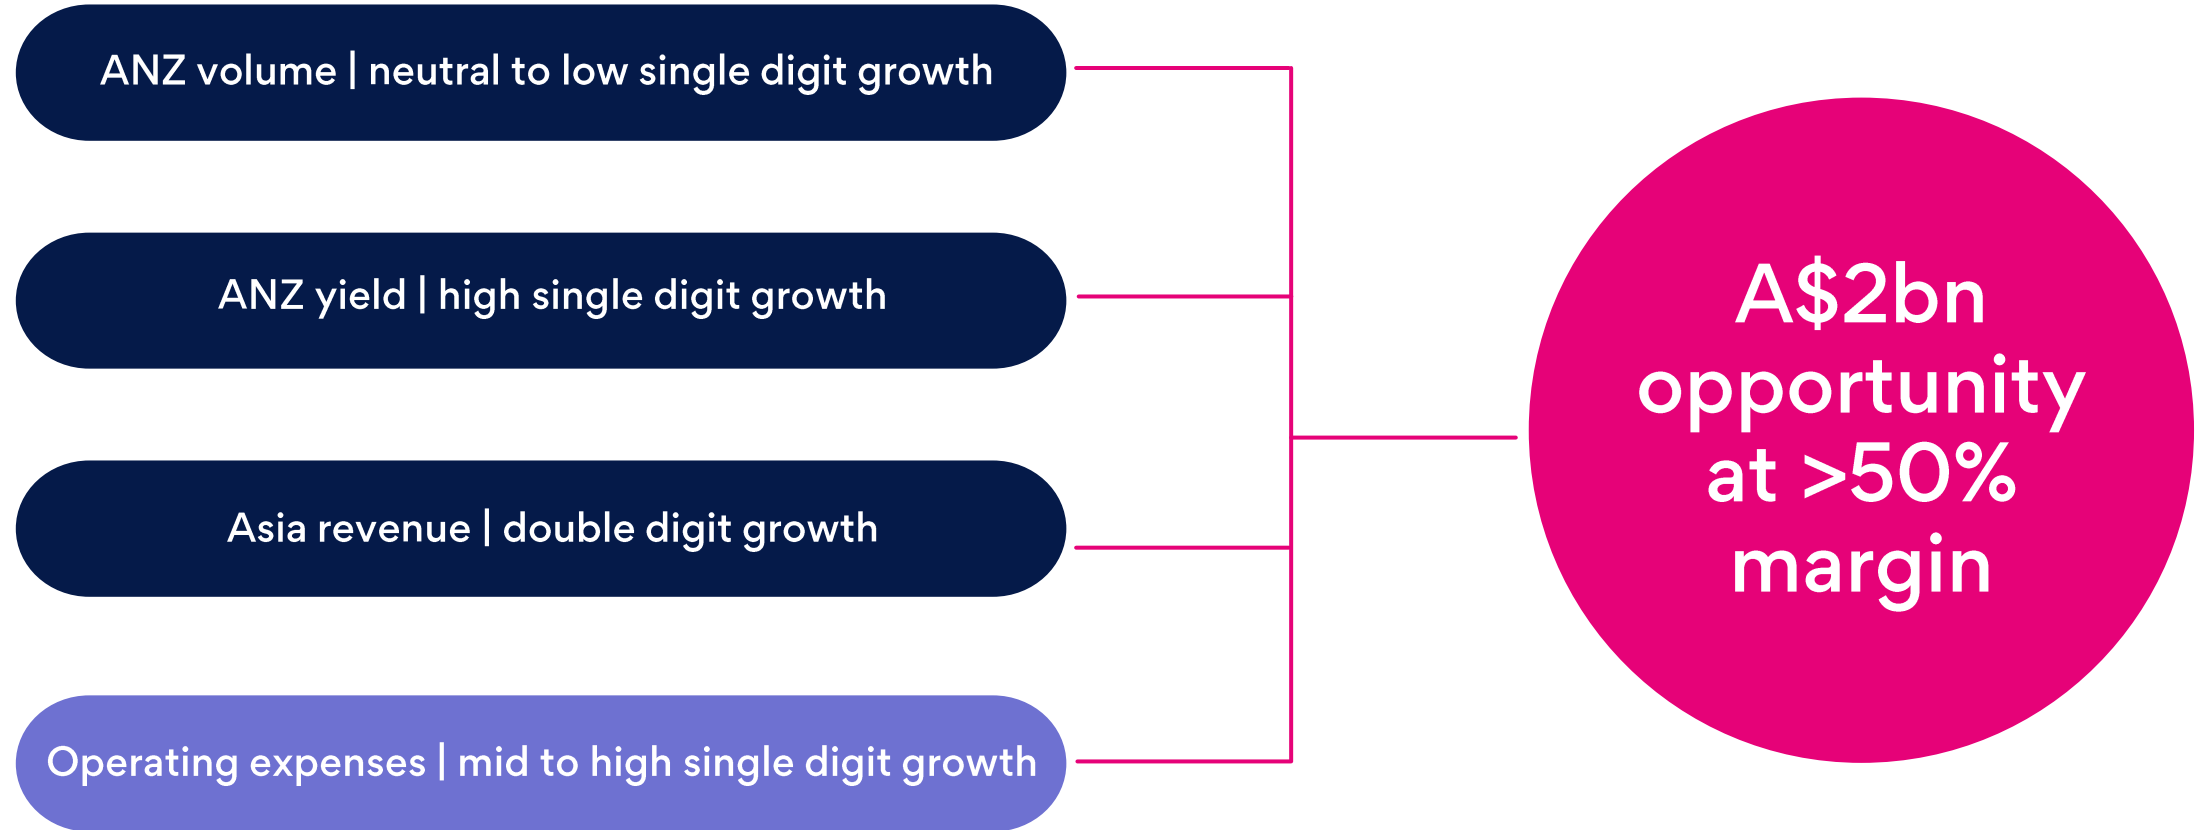 ANZ volume | neutral to low single digit growth
ANZ yield | high single digit growth
Asia revenue | double digit growth
Operating expenses | mid to high single digit growth
A$2bn
opportunity
at >50%
margin